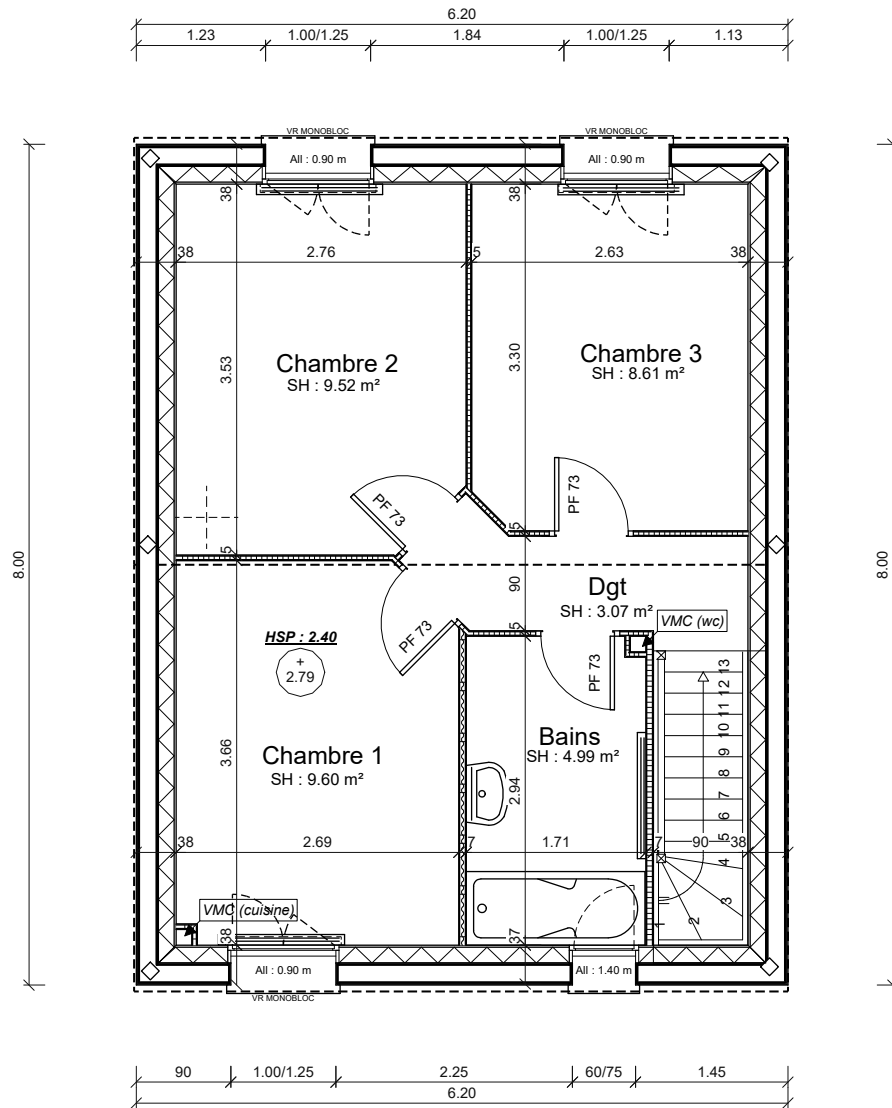 6.20
1.23 1.00/1.25 1.84 1.00/1.25 1.13
VR MONOBLOC VR MONOBLOC
All : 0.90 m All : 0.90 m
38 38
38 2.76 5 2.63 38
3.53 3.30
Chambre 2
SH : 9.52 m²
Chambre 3
SH : 8.61 m²
PF 73
PF 73
5 5
8.00 8.00
90
Dgt
SH : 3.07 m²
VMC (wc)
5
HSP : 2.40
+
2.79
PF 73
PF 73
13
12
11
10
9
8
7
6
5
4
3
2
1
Chambre 1
SH : 9.60 m²
3.66
Bains
SH : 4.99 m²
2.94
38 2.69 7 1.71 7 90 38
VMC (cuisine)
38 37
All : 0.90 m All : 1.40 m
VR MONOBLOC
90 1.00/1.25 2.25 60/75 1.45
6.20